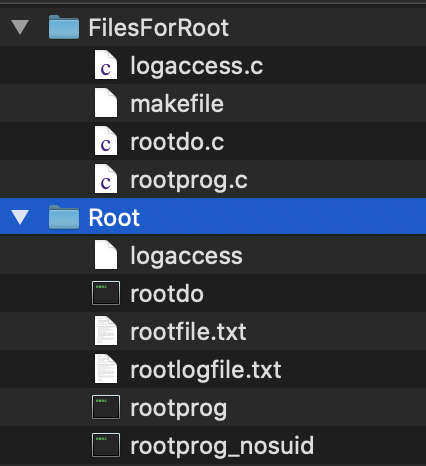 FilesForRoot
logaccess.c
makefile
rootdo.c
rootprog.c
Root
logaccess
rootdo
rootfile.txt
rootlogfile.txt
rootprog
rootprog_nosuid